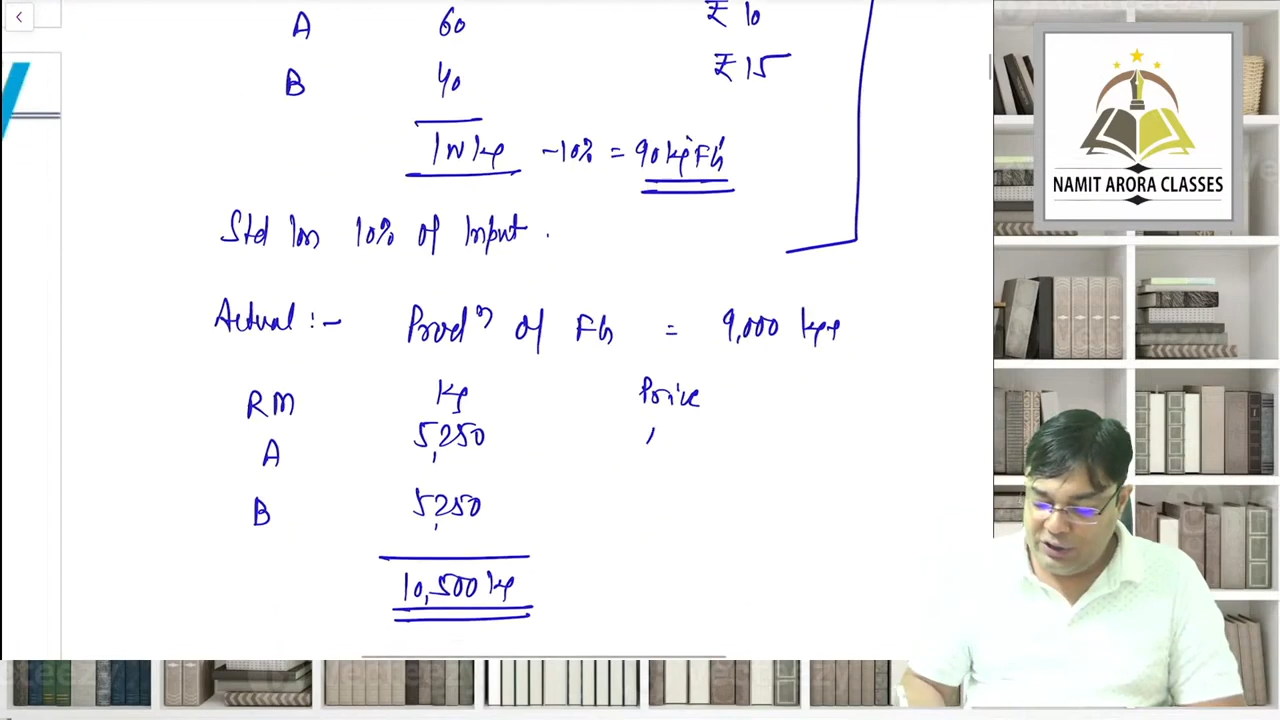 A 60 ₹ 10
B 40 ₹ 15
100 kg -10% = 90 kg FG
Std loss 10% of Input.
Actual :- Prodⁿ of FG = 9,000 kgs
RM Kg Price
A 5,250
B 5,250
10,500 kg
NAMIT ARORA CLASSES